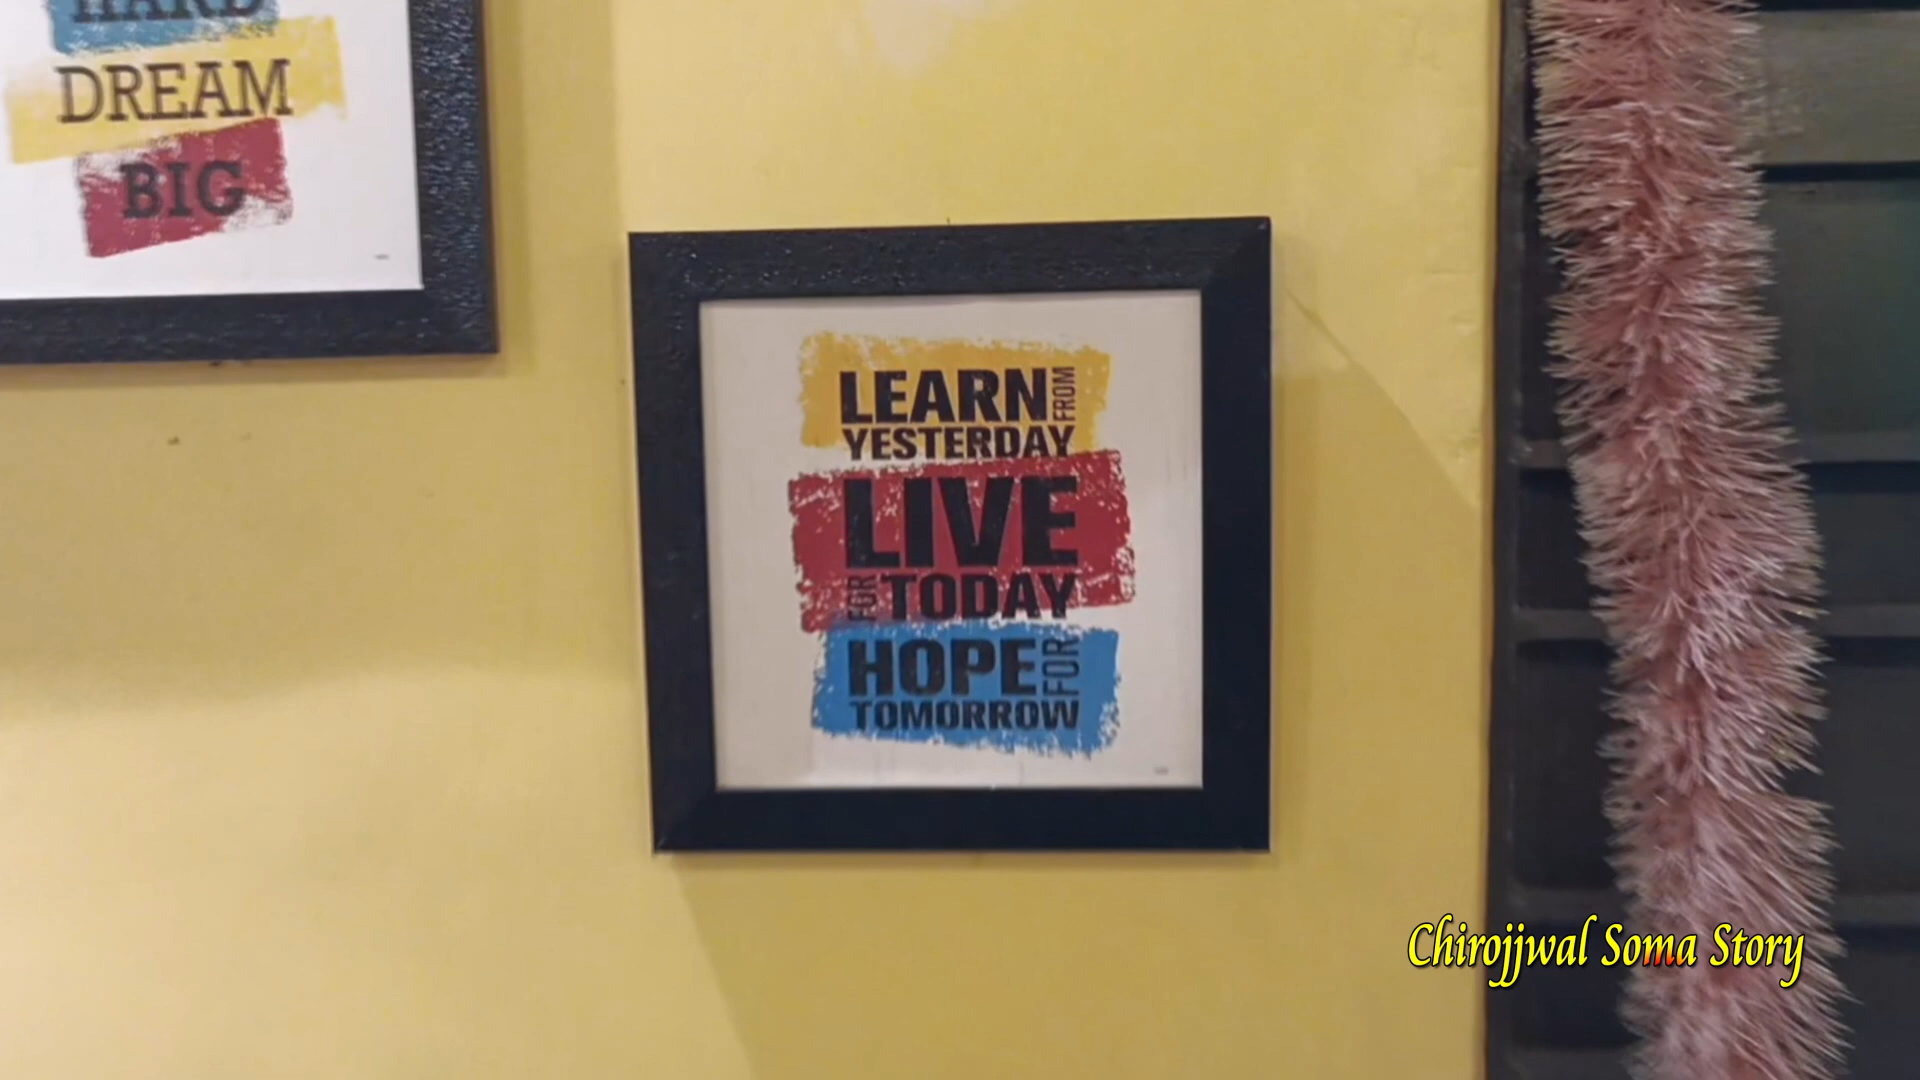 HARD
DREAM
BIG
LEARN FROM
YESTERDAY
LIVE
FOR TODAY
HOPE FOR
TOMORROW
Chirojjwal Soma Story